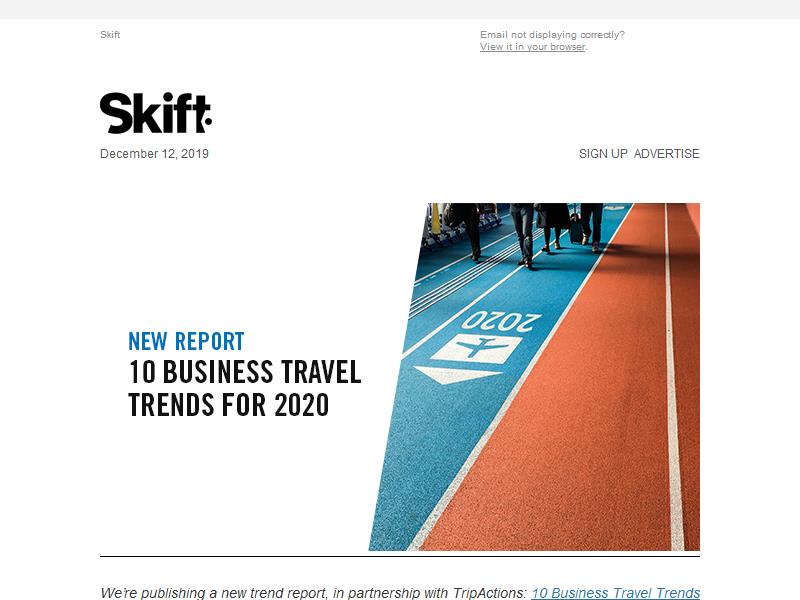 Skift
Email not displaying correctly?
View it in your browser.
Skift
December 12, 2019
SIGN UP ADVERTISE
2020
NEW REPORT
10 BUSINESS TRAVEL
TRENDS FOR 2020
We're publishing a new trend report, in partnership with TripActions: 10 Business Travel Trends